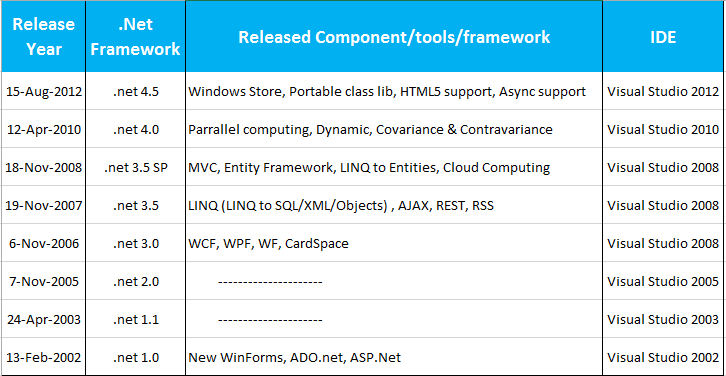 Release Year	.Net Framework	Released Component/tools/framework	IDE
15-Aug-2012	.net 4.5	Windows Store, Portable class lib, HTML5 support, Async support	Visual Studio 2012
12-Apr-2010	.net 4.0	Parrallel computing, Dynamic, Covariance & Contravariance	Visual Studio 2010
18-Nov-2008	.net 3.5 SP	MVC, Entity Framework, LINQ to Entities, Cloud Computing	Visual Studio 2008
19-Nov-2007	.net 3.5	LINQ (LINQ to SQL/XML/Objects) , AJAX, REST, RSS	Visual Studio 2008
6-Nov-2006	.net 3.0	WCF, WPF, WF, CardSpace	Visual Studio 2008
7-Nov-2005	.net 2.0	---------------------	Visual Studio 2005
24-Apr-2003	.net 1.1	---------------------	Visual Studio 2003
13-Feb-2002	.net 1.0	New WinForms, ADO.net, ASP.Net	Visual Studio 2002